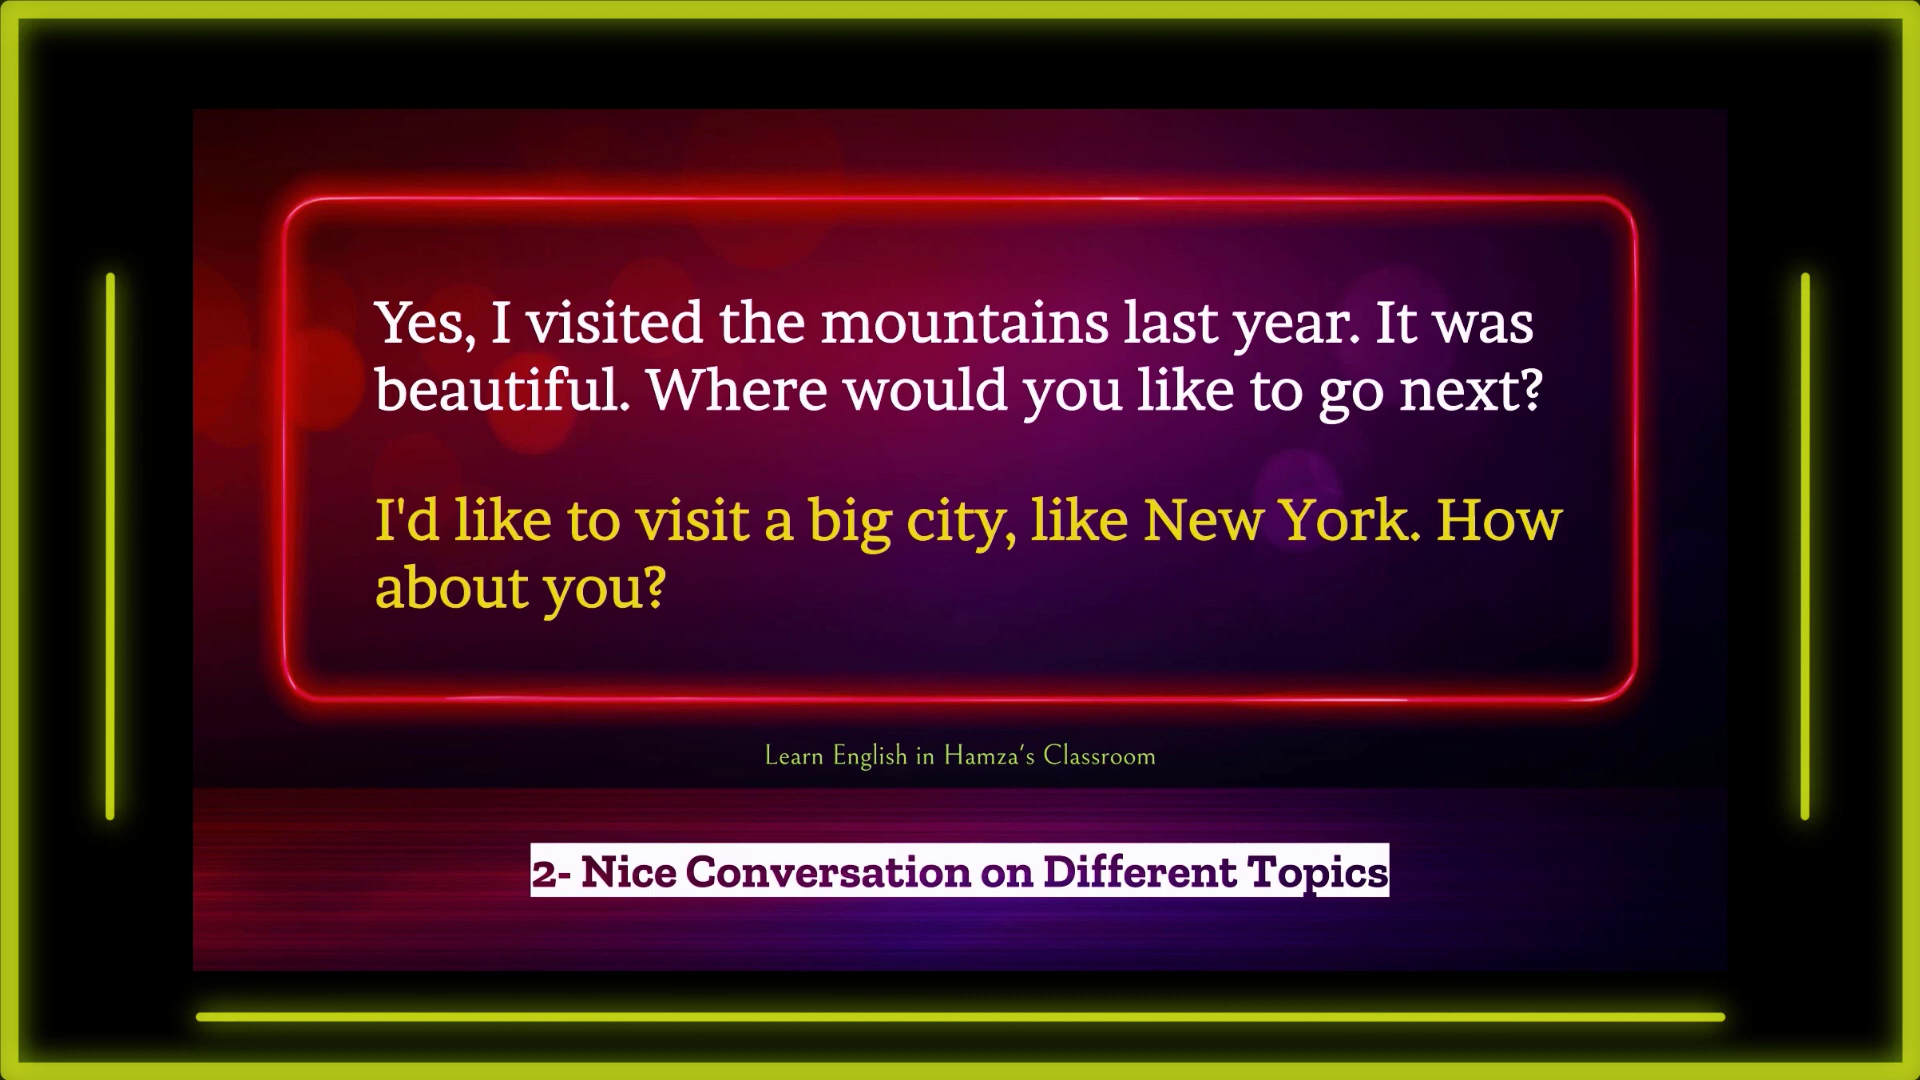 Yes, I visited the mountains last year. It was
beautiful. Where would you like to go next?
I'd like to visit a big city, like New York. How
about you?
Learn English in Hamza's Classroom
2- Nice Conversation on Different Topics